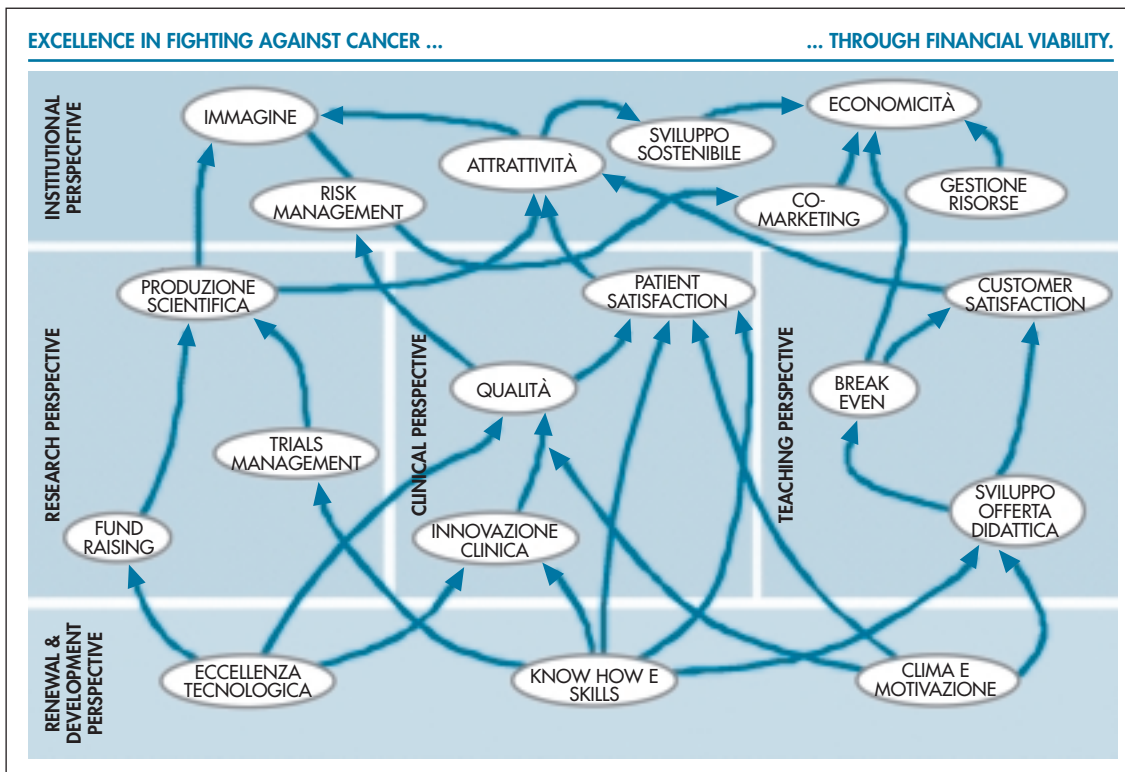 EXCELLENCE IN FIGHTING AGAINST CANCER ...
... THROUGH FINANCIAL VIABILITY.
INSTITUTIONAL
PERSPECFTIVE
IMMAGINE
ATTRATTIVITÀ
SVILUPPO
SOSTENIBILE
ECONOMICITÀ
RISK
MANAGEMENT
CO-
MARKETING
GESTIONE
RISORSE
RESEARCH PERSPECTIVE
PRODUZIONE
SCIENTIFICA
TRIALS
MANAGEMENT
FUND
RAISING
CLINICAL PERSPECTIVE
PATIENT
SATISFACTION
QUALITÀ
INNOVAZIONE
CLINICA
TEACHING PERSPECTIVE
CUSTOMER
SATISFACTION
BREAK
EVEN
SVILUPPO
OFFERTA
DIDATTICA
RENEWAL &
DEVELOPMENT
PERSPECTIVE
ECCELLENZA
TECNOLOGICA
KNOW HOW E
SKILLS
CLIMA E
MOTIVAZIONE